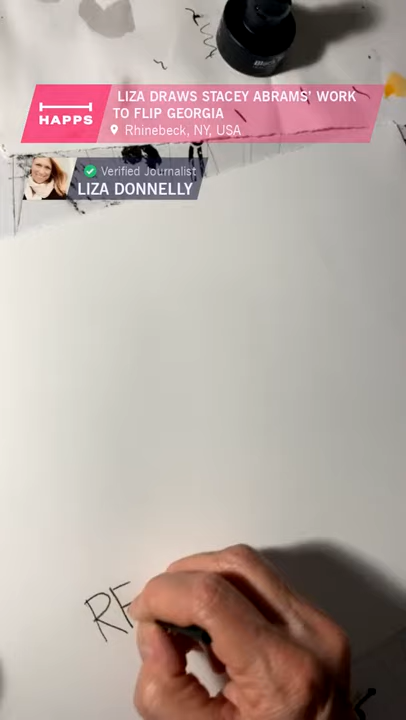 HAPPS
LIZA DRAWS STACEY ABRAMS' WORK
TO FLIP GEORGIA
Rhinebeck, NY, USA
Verified Journalist
LIZA DONNELLY
RE